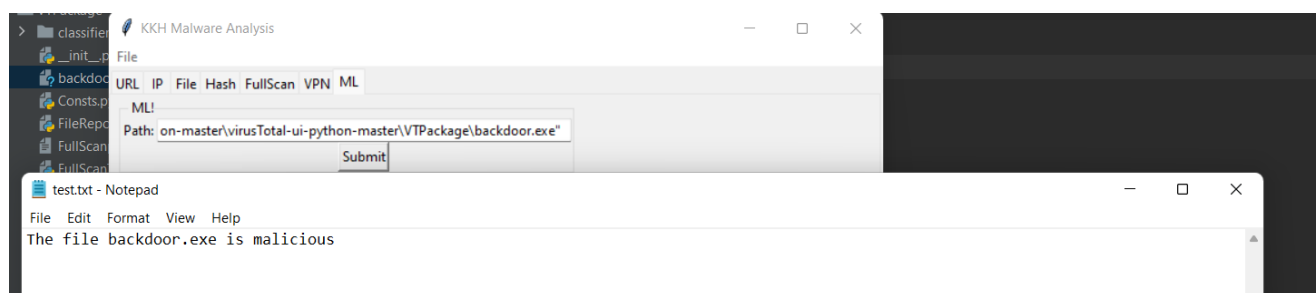 classifier
KKH Malware Analysis
__init__.p
File
backdoo
URL IP File Hash FullScan VPN ML
Consts.p
ML!
FileRepo
Path: on-master\virusTotal-ui-python-master\VTPackage\backdoor.exe"
FullScan
Submit
FullScan
test.txt - Notepad
File Edit Format View Help
The file backdoor.exe is malicious